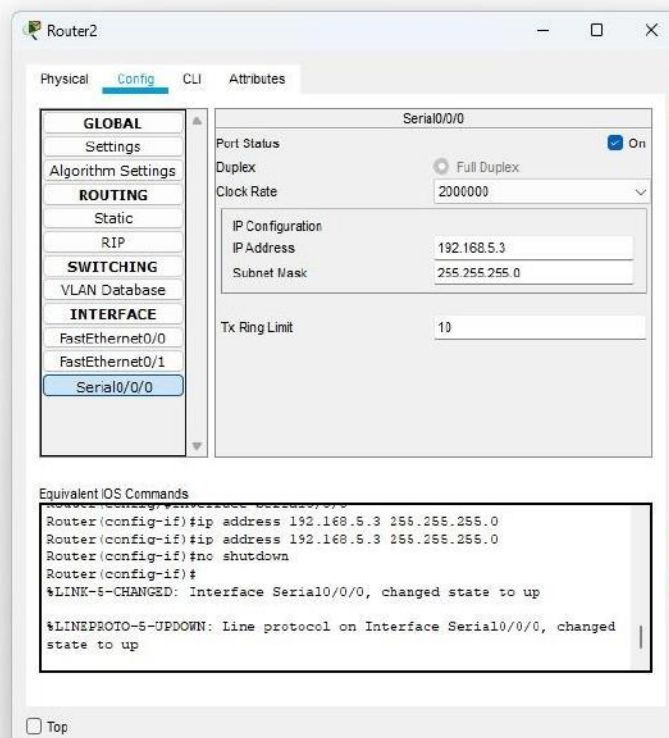 Router2
Physical Config CLI Attributes
GLOBAL
Settings
Algorithm Settings
ROUTING
Static
RIP
SWITCHING
VLAN Database
INTERFACE
FastEthernet0/0
FastEthernet0/1
Serial0/0/0
Serial0/0/0
Port Status On
Duplex Full Duplex
Clock Rate 2000000
IP Configuration
IP Address 192.168.5.3
Subnet Mask 255.255.255.0
Tx Ring Limit 10
Equivalent IOS Commands
Router(config-if)#ip address 192.168.5.3 255.255.255.0
Router(config-if)#ip address 192.168.5.3 255.255.255.0
Router(config-if)#no shutdown
Router(config-if)#
%LINK-5-CHANGED: Interface Serial0/0/0, changed state to up
%LINEPROTO-5-UPDOWN: Line protocol on Interface Serial0/0/0, changed
state to up
Top